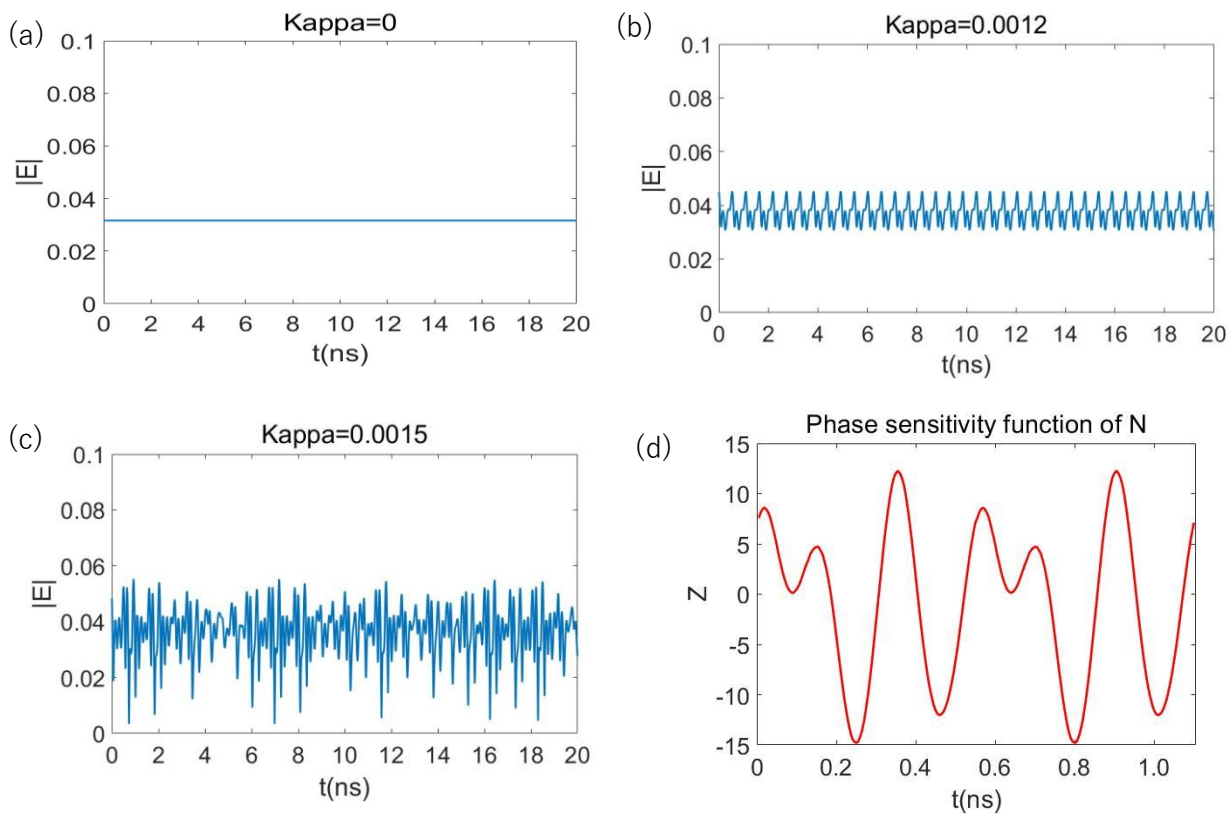 (a)
Kappa=0
0.1
0.08
0.06
0.04
0.02
0
|E|
0 2 4 6 8 10 12 14 16 18 20
t(ns)
(b)
Kappa=0.0012
0.1
0.08
0.06
0.04
0.02
0
|E|
0 2 4 6 8 10 12 14 16 18 20
t(ns)
(c)
Kappa=0.0015
0.1
0.08
0.06
0.04
0.02
0
|E|
0 2 4 6 8 10 12 14 16 18 20
t(ns)
(d)
Phase sensitivity function of N
15
10
5
0
-5
-10
-15
Z
0 0.2 0.4 0.6 0.8 1.0
t(ns)